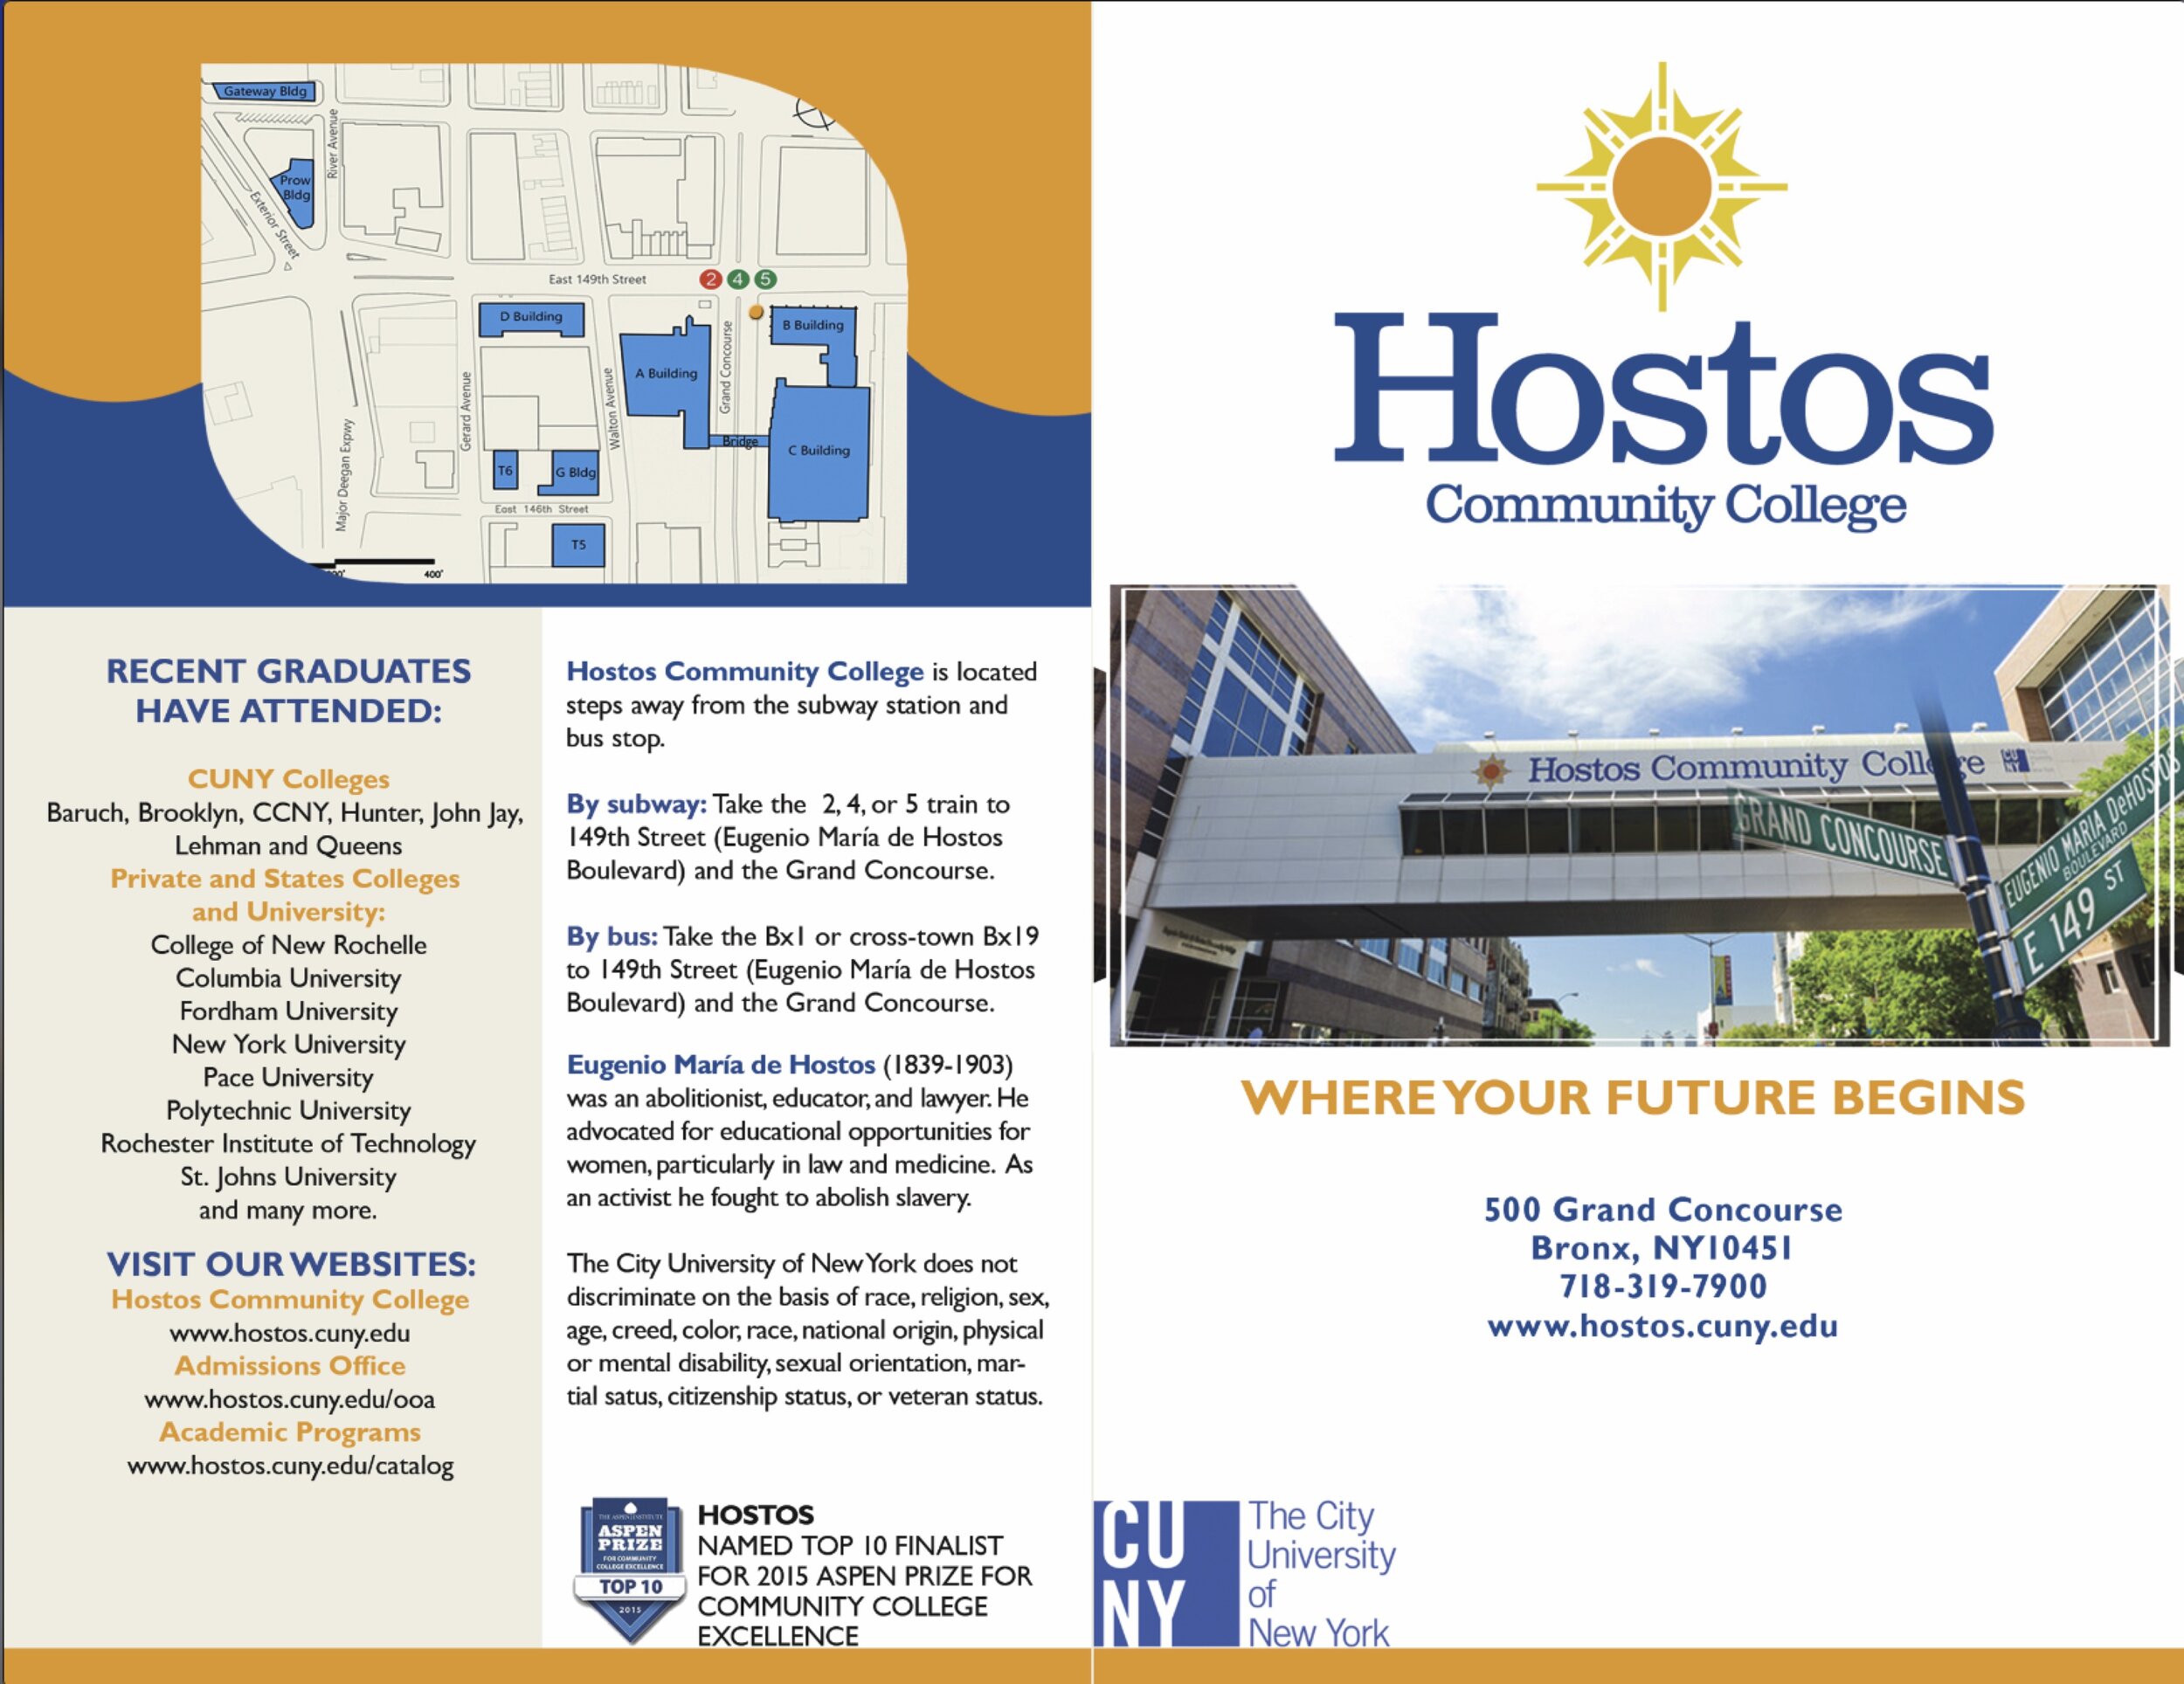 Gateway Bldg
River Avenue
Prow
Bldg
Exterior Street
East 149th Street
2 4 5
D Building
B Building
A Building
Grand Concourse
Gerard Avenue
Walton Avenue
Bridge
C Building
Major Deegan Expwy
T6
G Bldg
East 146th Street
T5
400'
RECENT GRADUATES
HAVE ATTENDED:
CUNY Colleges
Baruch, Brooklyn, CCNY, Hunter, John Jay,
Lehman and Queens
Private and States Colleges
and University:
College of New Rochelle
Columbia University
Fordham University
New York University
Pace University
Polytechnic University
Rochester Institute of Technology
St. Johns University
and many more.
VISIT OUR WEBSITES:
Hostos Community College
www.hostos.cuny.edu
Admissions Office
www.hostos.cuny.edu/ooa
Academic Programs
www.hostos.cuny.edu/catalog
Hostos Community College is located
steps away from the subway station and
bus stop.
By subway: Take the 2, 4, or 5 train to
149th Street (Eugenio María de Hostos
Boulevard) and the Grand Concourse.
By bus: Take the Bx1 or cross-town Bx19
to 149th Street (Eugenio María de Hostos
Boulevard) and the Grand Concourse.
Eugenio María de Hostos (1839-1903)
was an abolitionist, educator, and lawyer. He
advocated for educational opportunities for
women, particularly in law and medicine. As
an activist he fought to abolish slavery.
The City University of New York does not
discriminate on the basis of race, religion, sex,
age, creed, color, race, national origin, physical
or mental disability, sexual orientation, mar-
tial satus, citizenship status, or veteran status.
THE ASPEN INSTITUTE
ASPEN
PRIZE
FOR COMMUNITY
COLLEGE EXCELLENCE
TOP 10
2015
HOSTOS
NAMED TOP 10 FINALIST
FOR 2015 ASPEN PRIZE FOR
COMMUNITY COLLEGE
EXCELLENCE
Hostos
Community College
Hostos Community College
CU
NY
GRAND CONCOURSE
EUGENIO MARIA DeHOSTOS
BOULEVARD
E 149 ST
WHERE YOUR FUTURE BEGINS
500 Grand Concourse
Bronx, NY10451
718-319-7900
www.hostos.cuny.edu
CU
NY
The City
University
of
New York